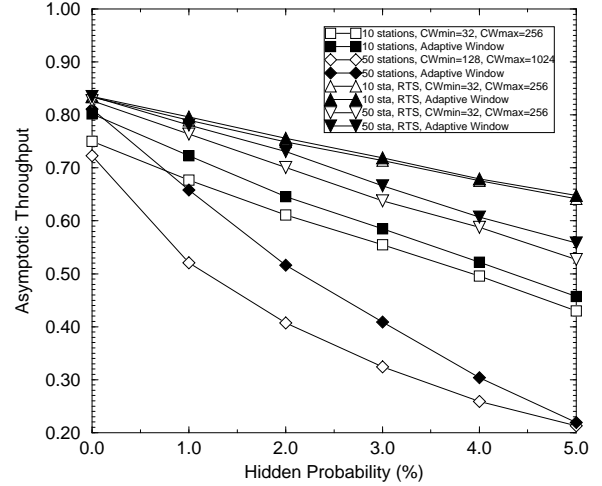 1.00
0.90
0.80
0.70
0.60
0.50
0.40
0.30
0.20
Asymptotic Throughput
10 stations, CWmin=32, CWmax=256
10 stations, Adaptive Window
50 stations, CWmin=128, CWmax=1024
50 stations, Adaptive Window
10 sta, RTS, CWmin=32, CWmax=256
10 sta, RTS, Adaptive Window
50 sta, RTS, CWmin=32, CWmax=256
50 sta, RTS, Adaptive Window
0.0 1.0 2.0 3.0 4.0 5.0
Hidden Probability (%)